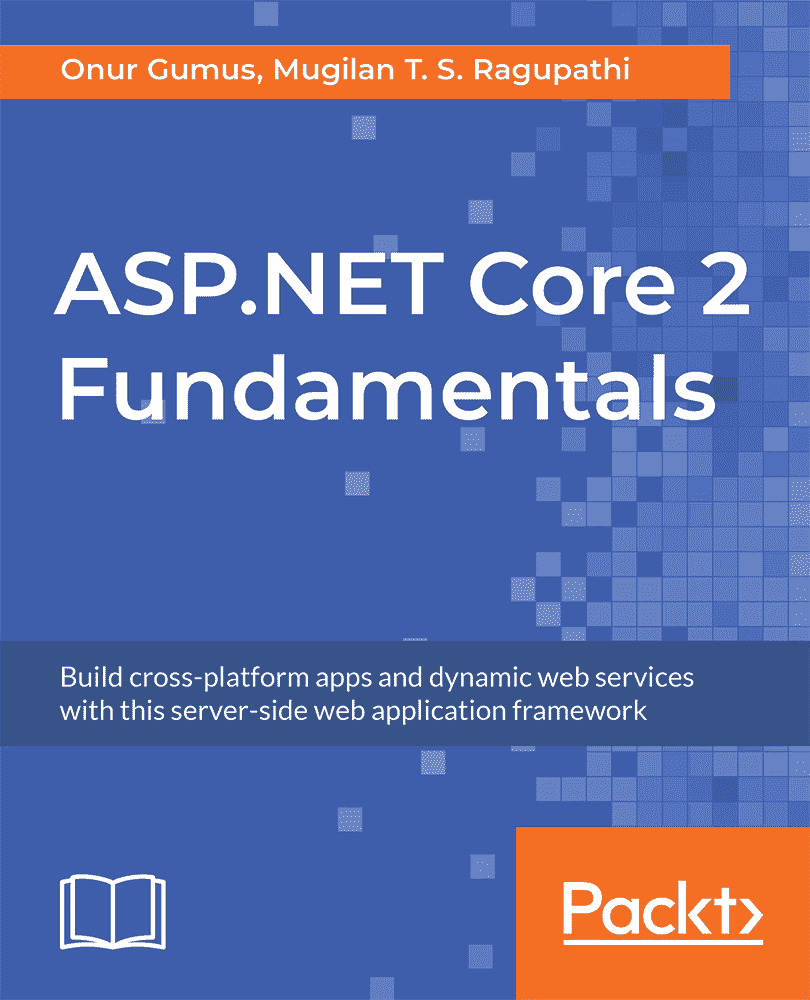 Onur Gumus, Mugilan T. S. Ragupathi
ASP.NET Core 2
Fundamentals
Build cross-platform apps and dynamic web services
with this server-side web application framework
Packt>